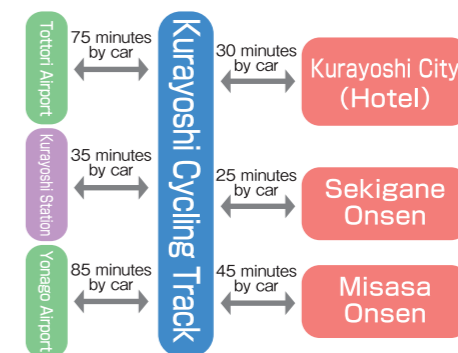 Tottori Airport
75 minutes
by car
Kurayoshi Cycling Track
30 minutes
by car
Kurayoshi City
(Hotel)
Kurayoshi Station
35 minutes
by car
25 minutes
by car
Sekigane
Onsen
Yonago Airport
85 minutes
by car
45 minutes
by car
Misasa
Onsen